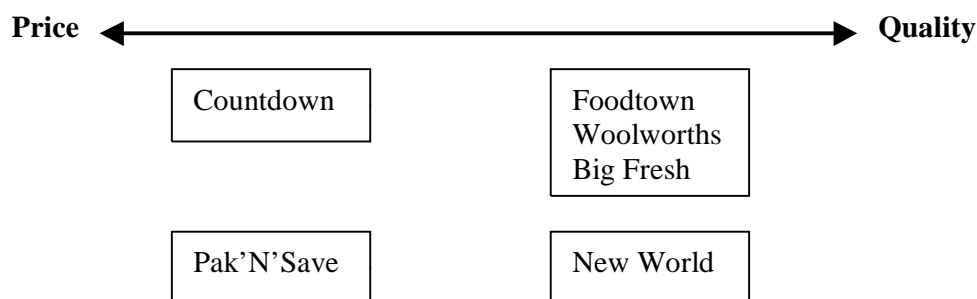 Price Quality
Countdown
Foodtown
Woolworths
Big Fresh
Pak’N’Save
New World